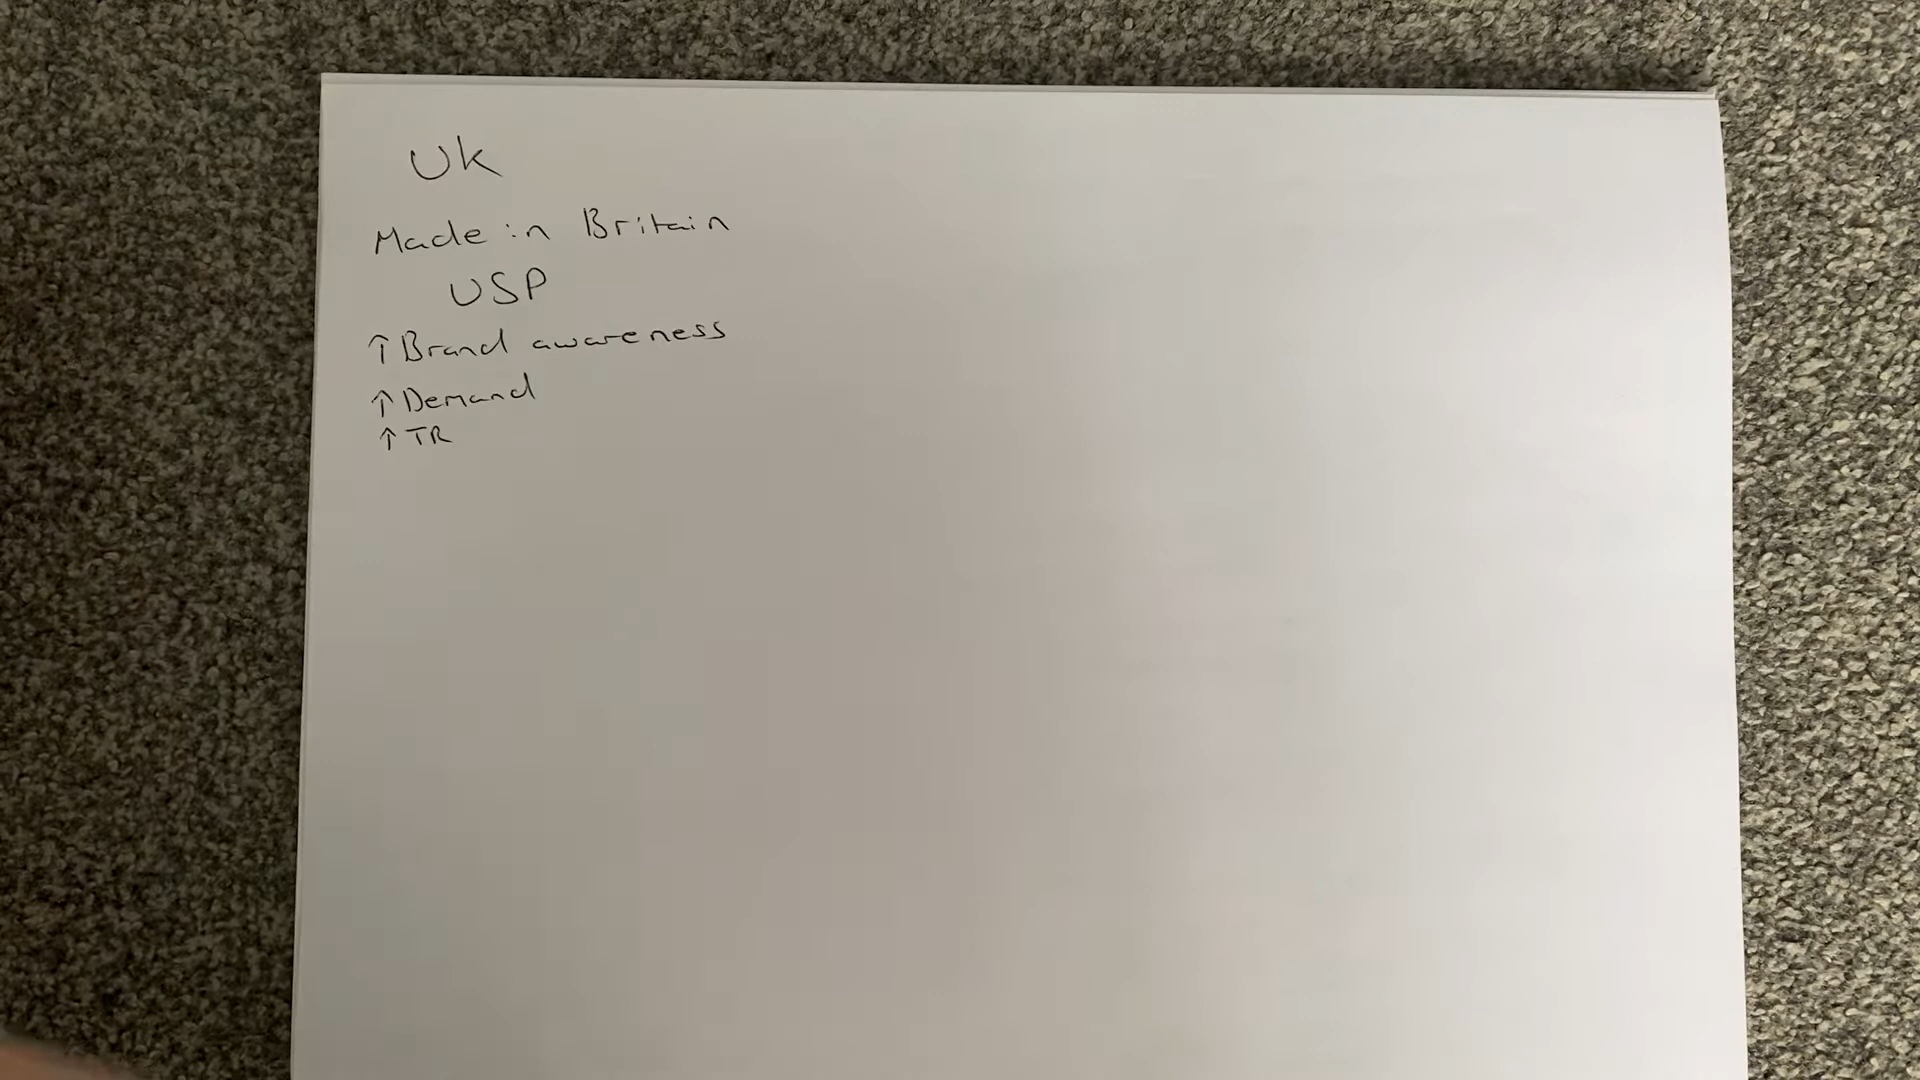 UK
Made in Britain
USP
↑ Brand awareness
↑ Demand
↑ TR